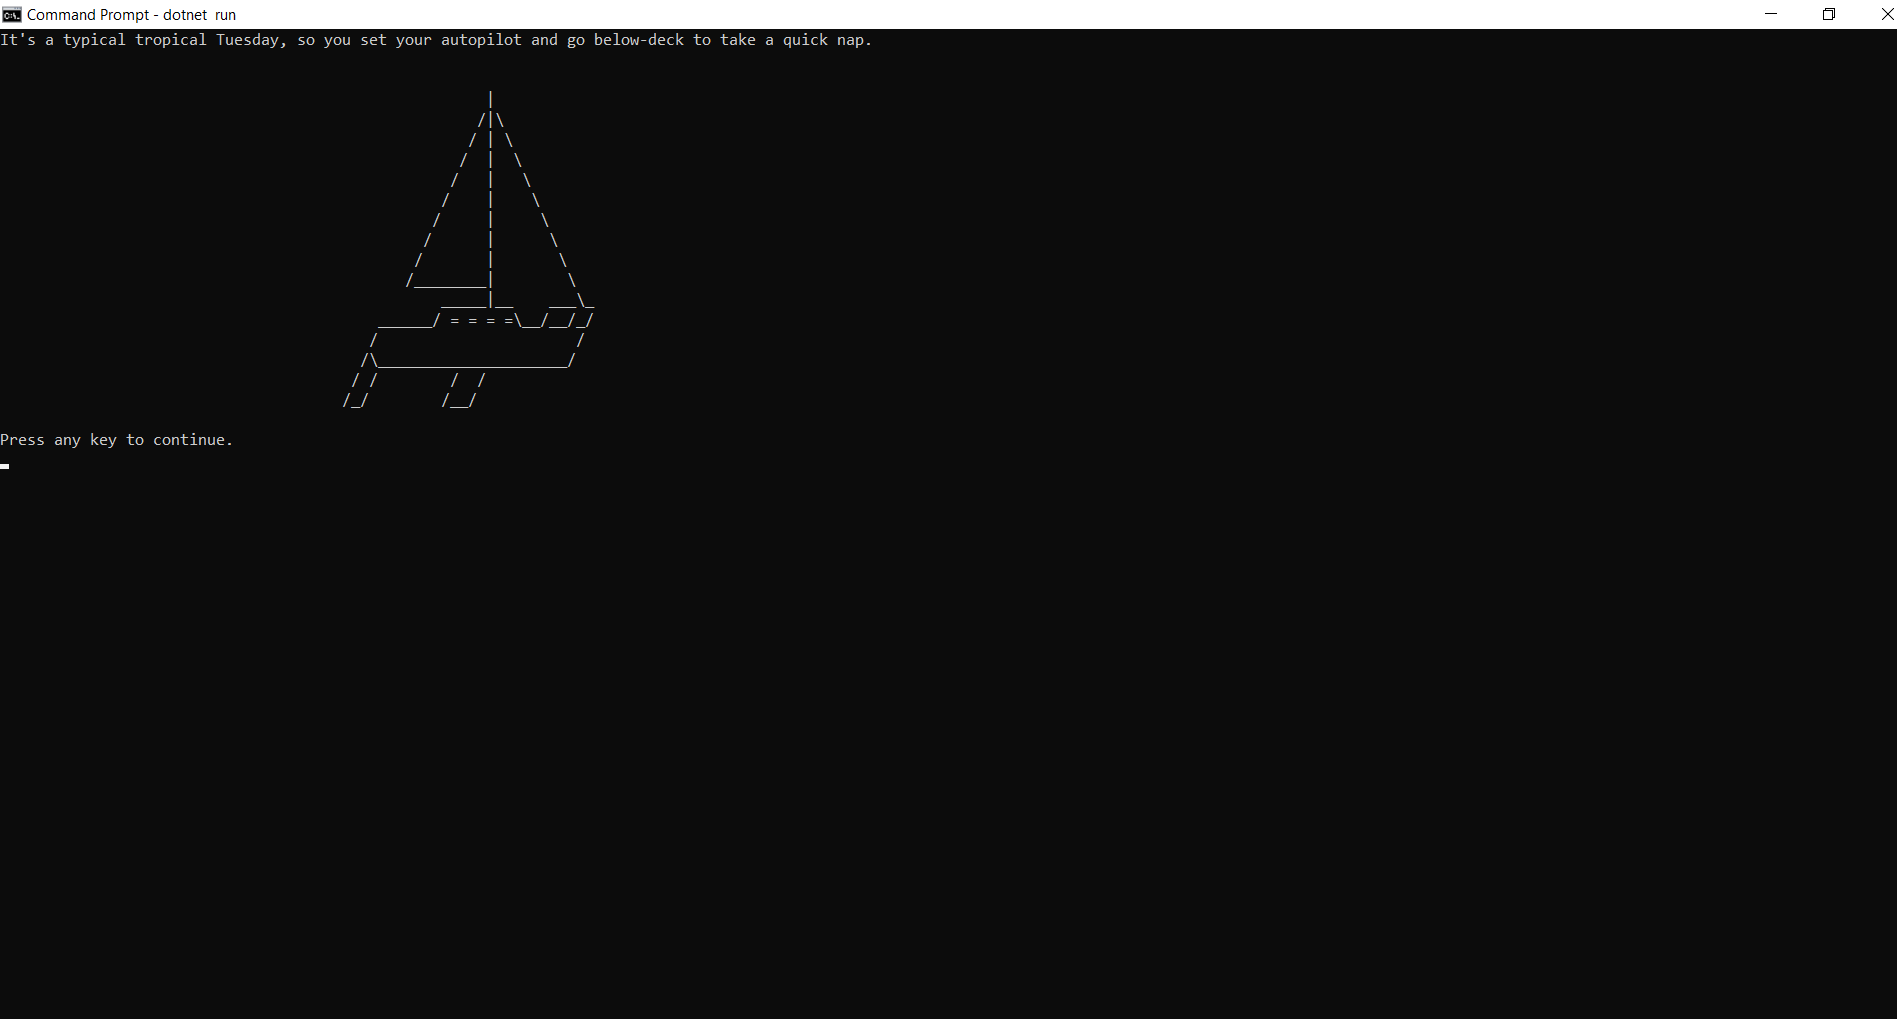 Command Prompt - dotnet  run
It's a typical tropical Tuesday, so you set your autopilot and go below-deck to take a quick nap.
Press any key to continue.